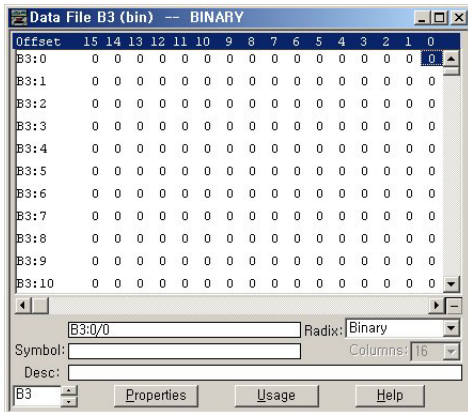 Data File B3 (bin) -- BINARY
Offset 15 14 13 12 11 10 9 8 7 6 5 4 3 2 1 0
B3:0 0 0 0 0 0 0 0 0 0 0 0 0 0 0 0 0
B3:1 0 0 0 0 0 0 0 0 0 0 0 0 0 0 0 0
B3:2 0 0 0 0 0 0 0 0 0 0 0 0 0 0 0 0
B3:3 0 0 0 0 0 0 0 0 0 0 0 0 0 0 0 0
B3:4 0 0 0 0 0 0 0 0 0 0 0 0 0 0 0 0
B3:5 0 0 0 0 0 0 0 0 0 0 0 0 0 0 0 0
B3:6 0 0 0 0 0 0 0 0 0 0 0 0 0 0 0 0
B3:7 0 0 0 0 0 0 0 0 0 0 0 0 0 0 0 0
B3:8 0 0 0 0 0 0 0 0 0 0 0 0 0 0 0 0
B3:9 0 0 0 0 0 0 0 0 0 0 0 0 0 0 0 0
B3:10 0 0 0 0 0 0 0 0 0 0 0 0 0 0 0 0
B3:0/0 Radix: Binary
Symbol: Columns: 16
Desc:
B3 Properties Usage Help